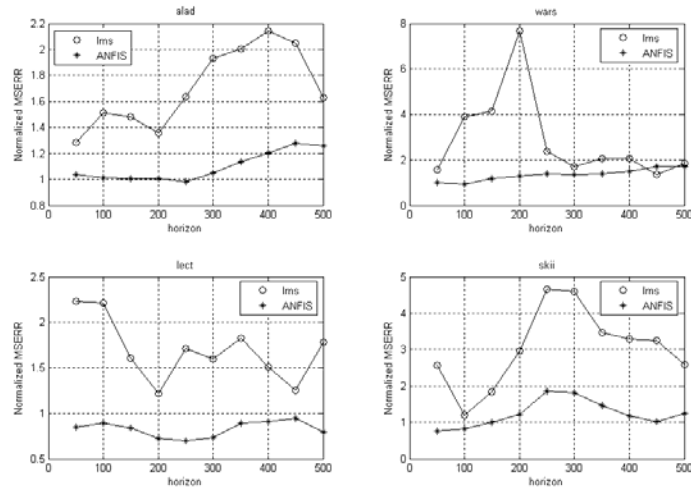 alad
2.2
2
1.8
1.6
1.4
1.2
1
0.8
Normalized MSERR
0 100 200 300 400 500
horizon
lms
ANFIS
wars
8
6
4
2
0
Normalized MSERR
0 100 200 300 400 500
horizon
lms
ANFIS
lect
2.5
2
1.5
1
0.5
Normalized MSERR
0 100 200 300 400 500
horizon
lms
ANFIS
skii
5
4
3
2
1
0
Normalized MSERR
0 100 200 300 400 500
horizon
lms
ANFIS